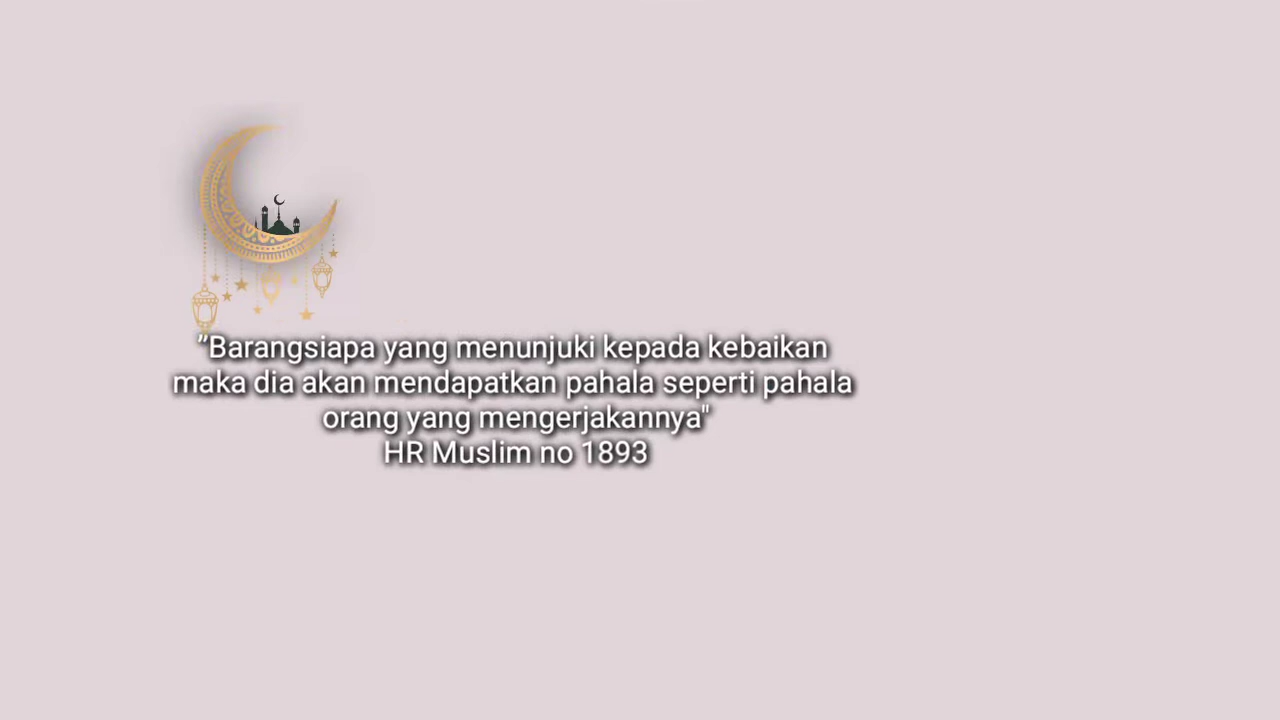 "Barangsiapa yang menunjuki kepada kebaikan
maka dia akan mendapatkan pahala seperti pahala
orang yang mengerjakannya"
HR Muslim no 1893